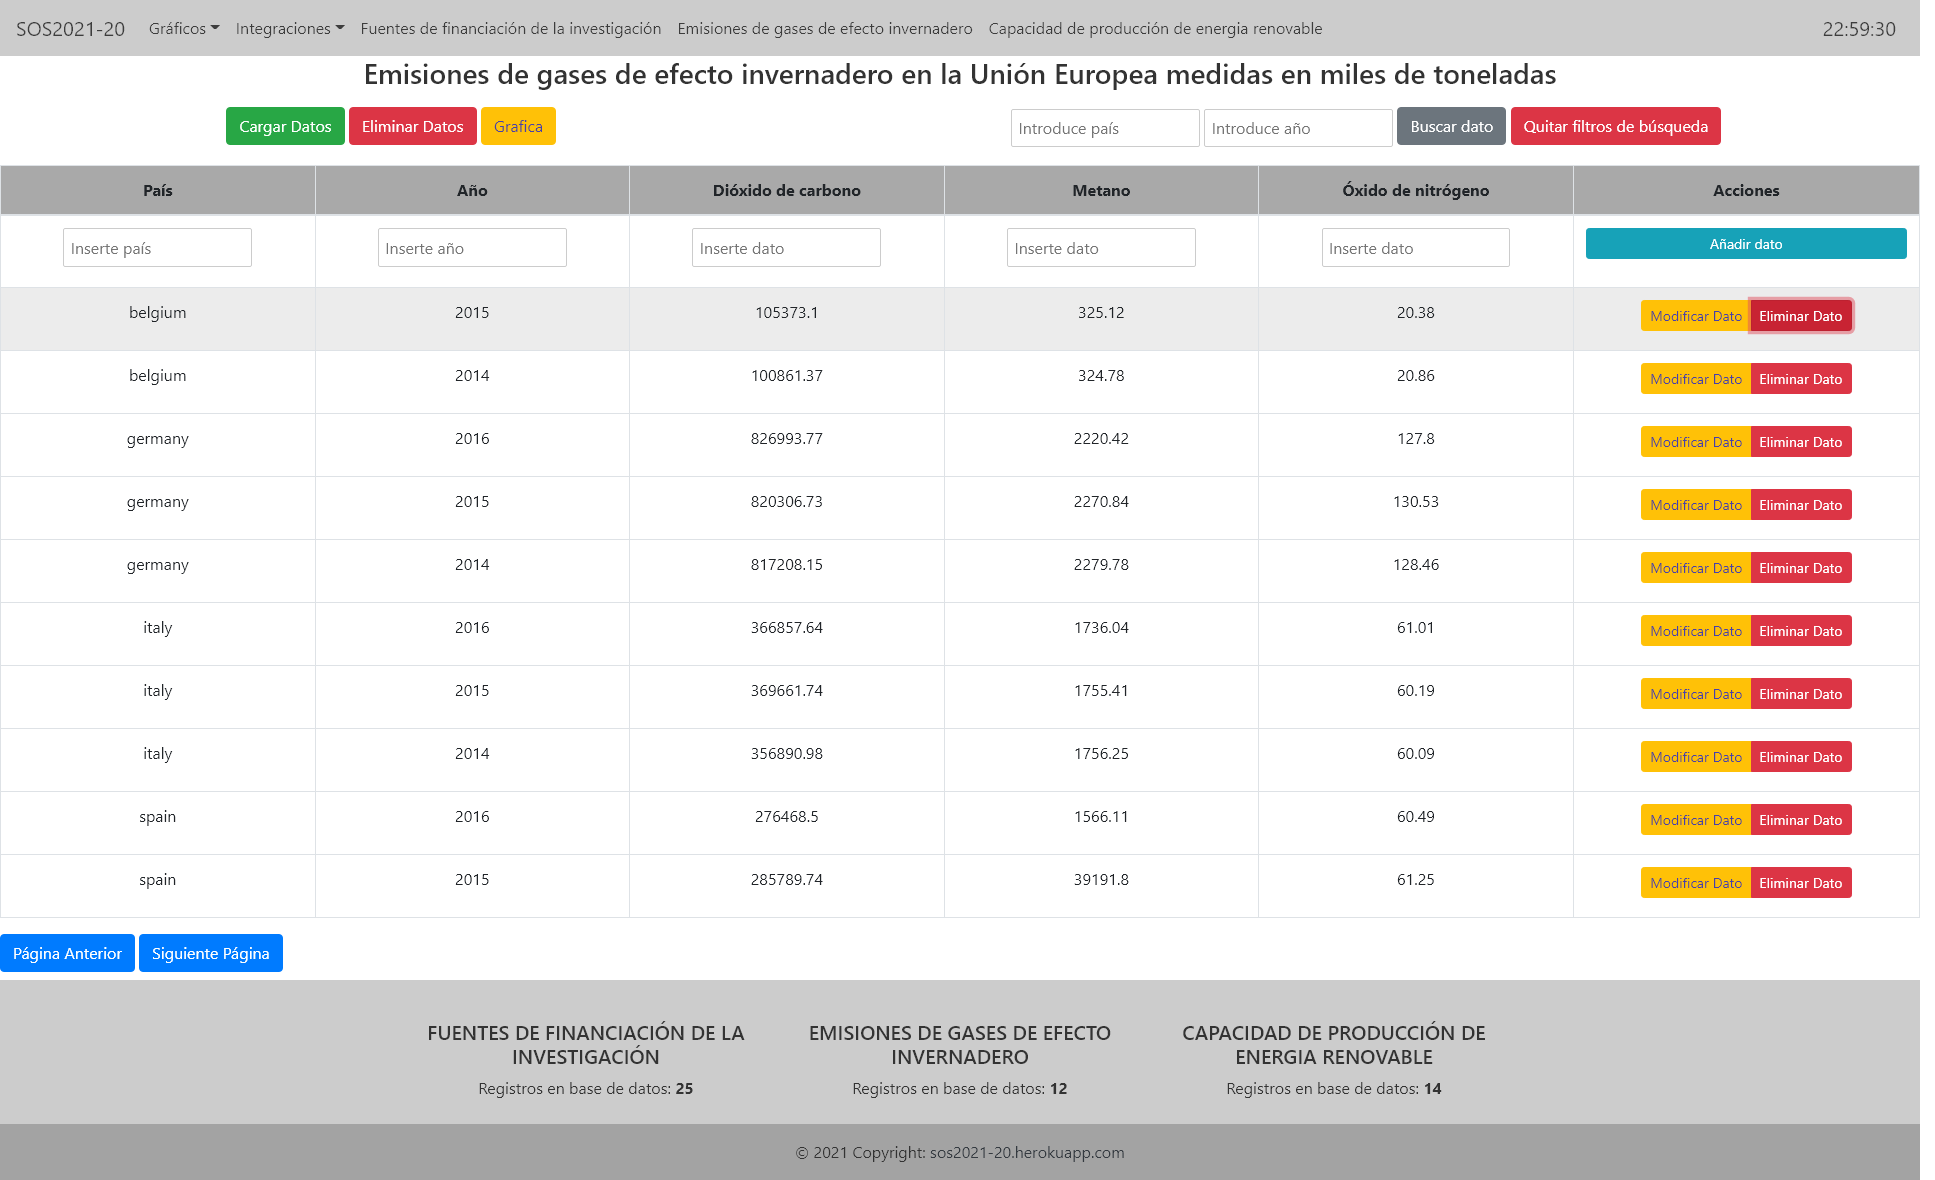 SOS2021-20 Gráficos Integraciones Fuentes de financiación de la investigación Emisiones de gases de efecto invernadero Capacidad de producción de energia renovable 22:59:30
Emisiones de gases de efecto invernadero en la Unión Europea medidas en miles de toneladas
Cargar Datos Eliminar Datos Grafica Introduce país Introduce año Buscar dato Quitar filtros de búsqueda
País Año Dióxido de carbono Metano Óxido de nitrógeno Acciones
Inserte país Inserte año Inserte dato Inserte dato Inserte dato Añadir dato
belgium 2015 105373.1 325.12 20.38 Modificar Dato Eliminar Dato
belgium 2014 100861.37 324.78 20.86 Modificar Dato Eliminar Dato
germany 2016 826993.77 2220.42 127.8 Modificar Dato Eliminar Dato
germany 2015 820306.73 2270.84 130.53 Modificar Dato Eliminar Dato
germany 2014 817208.15 2279.78 128.46 Modificar Dato Eliminar Dato
italy 2016 366857.64 1736.04 61.01 Modificar Dato Eliminar Dato
italy 2015 369661.74 1755.41 60.19 Modificar Dato Eliminar Dato
italy 2014 356890.98 1756.25 60.09 Modificar Dato Eliminar Dato
spain 2016 276468.5 1566.11 60.49 Modificar Dato Eliminar Dato
spain 2015 285789.74 39191.8 61.25 Modificar Dato Eliminar Dato
Página Anterior Siguiente Página
FUENTES DE FINANCIACIÓN DE LA
INVESTIGACIÓN
Registros en base de datos: 25
EMISIONES DE GASES DE EFECTO
INVERNADERO
Registros en base de datos: 12
CAPACIDAD DE PRODUCCIÓN DE
ENERGIA RENOVABLE
Registros en base de datos: 14
© 2021 Copyright: sos2021-20.herokuapp.com